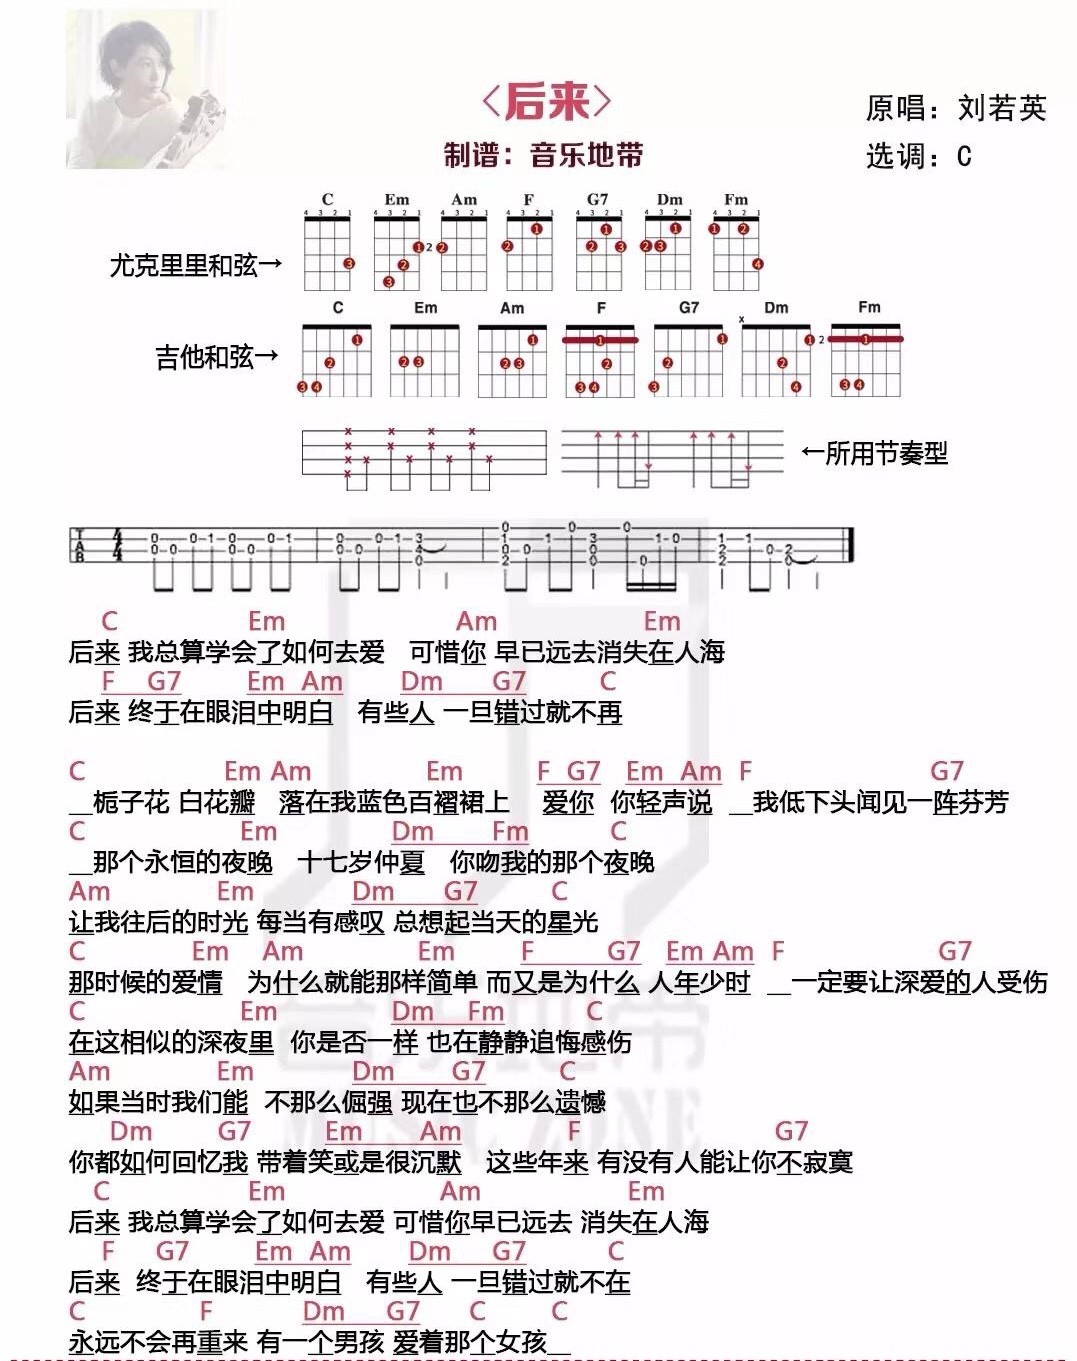 <后来>
制谱：音乐地带
原唱：刘若英
选调：C
C Em Am F G7 Dm Fm
尤克里里和弦→
C Em Am F G7 Dm Fm
吉他和弦→
←所用节奏型
C Em Am Em
后来 我总算学会了如何去爱 可惜你 早已远去消失在人海
F G7 Em Am Dm G7 C
后来 终于在眼泪中明白 有些人 一旦错过就不再
C Em Am Em F G7 Em Am F G7
__栀子花 白花瓣 落在我蓝色百褶裙上 爱你 你轻声说 __我低下头闻见一阵芬芳
C Em Dm Fm C
__那个永恒的夜晚 十七岁仲夏 你吻我的那个夜晚
Am Em Dm G7 C
让我往后的时光 每当有感叹 总想起当天的星光
C Em Am Em F G7 Em Am F G7
那时候的爱情 为什么就能那样简单 而又是为什么 人年少时 __一定要让深爱的人受伤
C Em Dm Fm C
在这相似的深夜里 你是否一样 也在静静追悔感伤
Am Em Dm G7 C
如果当时我们能 不那么倔强 现在也不那么遗憾
Dm G7 Em Am F G7
你都如何回忆我 带着笑或是很沉默 这些年来 有没有人能让你不寂寞
C Em Am Em
后来 我总算学会了如何去爱 可惜你早已远去 消失在人海
F G7 Em Am Dm G7 C
后来 终于在眼泪中明白 有些人 一旦错过就不在
C F Dm G7 C C
永远不会再重来 有一个男孩 爱着那个女孩__
音乐地带
MUSIC ZONE